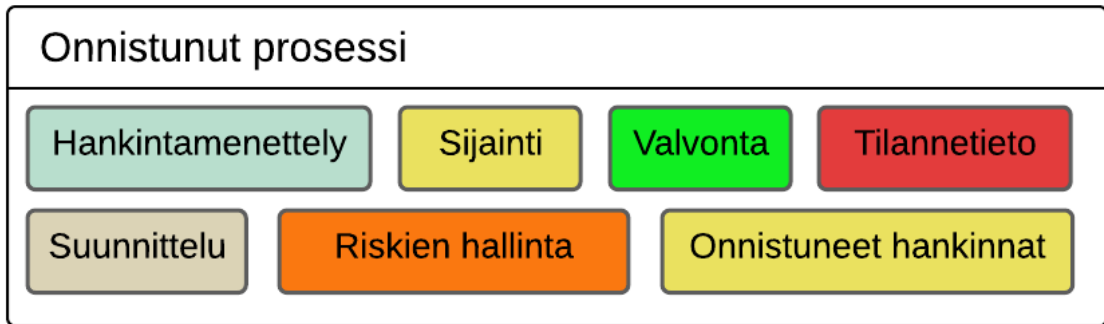 Onnistunut prosessi
Hankintamenettely
Sijainti
Valvonta
Tilannetieto
Suunnittelu
Riskien hallinta
Onnistuneet hankinnat